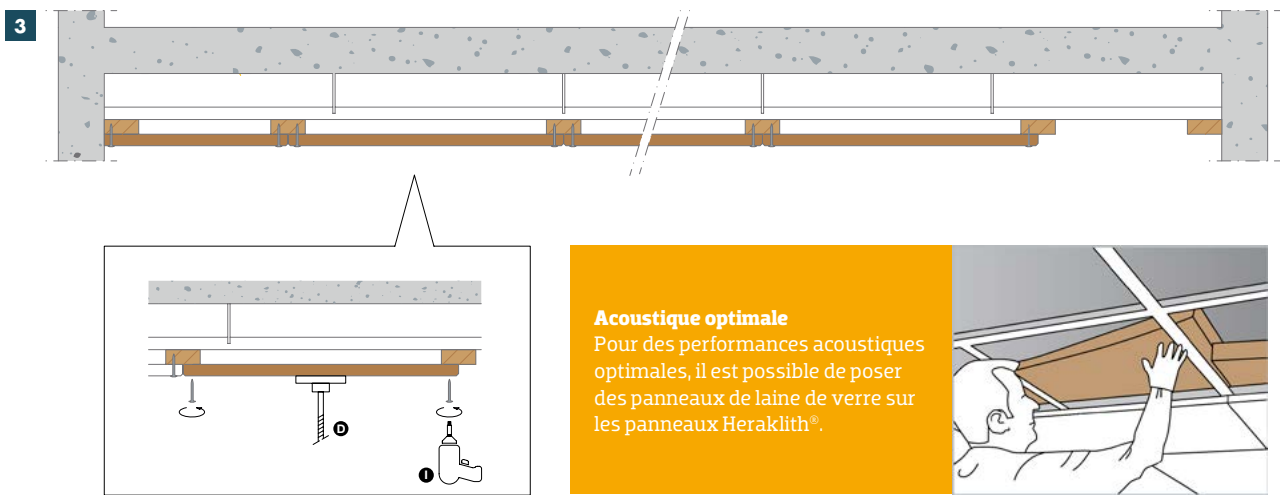 3
D
I
Acoustique optimale
Pour des performances acoustiques
optimales, il est possible de poser
des panneaux de laine de verre sur
les panneaux Heraklith®.